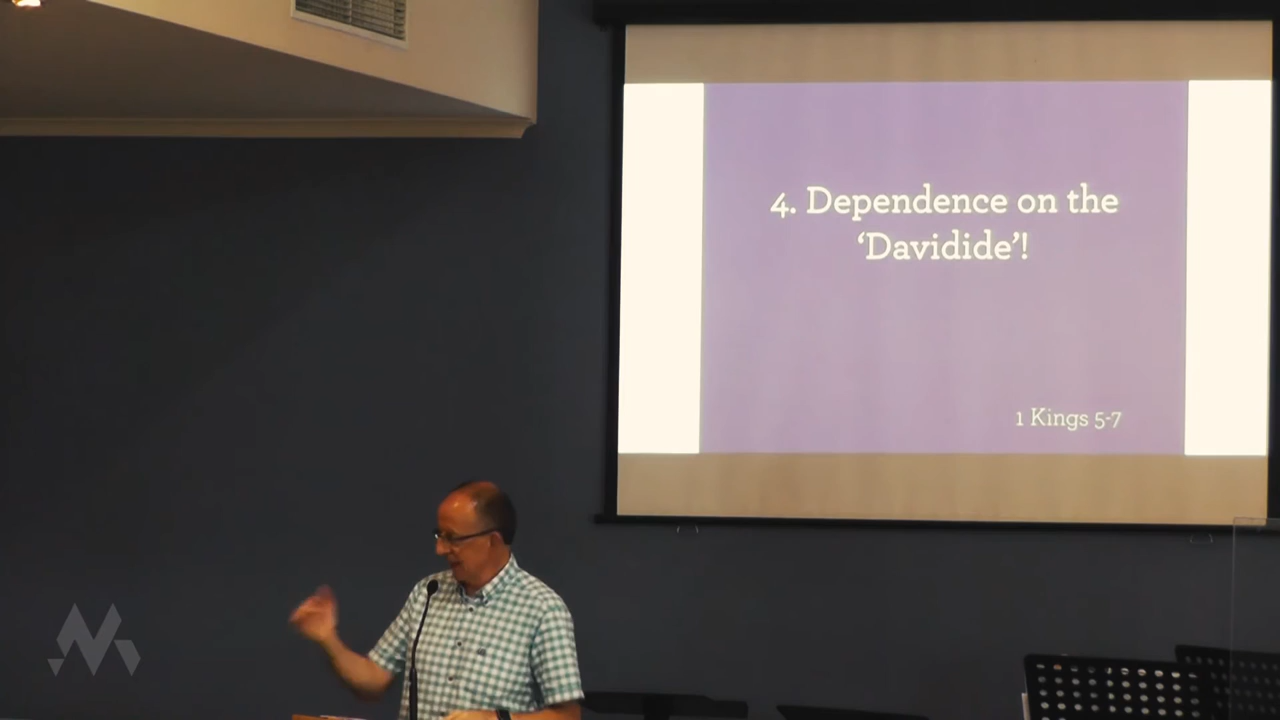 4. Dependence on the
‘Davidide’!
1 Kings 5-7